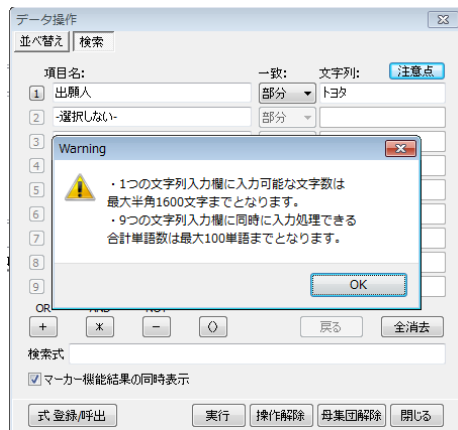 データ操作
並べ替え 検索
項目名: 一致: 文字列: 注意点
1 出願人 部分 トヨタ
2 -選択しない- 部分
3
Warning
4
・1つの文字列入力欄に入力可能な文字数は
5
最大半角1600文字までとなります。
6
・9つの文字列入力欄に同時に入力処理できる
7
合計単語数は最大100単語までとなります。
8
9
OK
OR
+ * - () 戻る 全消去
検索式
マーカー機能結果の同時表示
式登録/呼出 実行 操作解除 母集団解除 閉じる